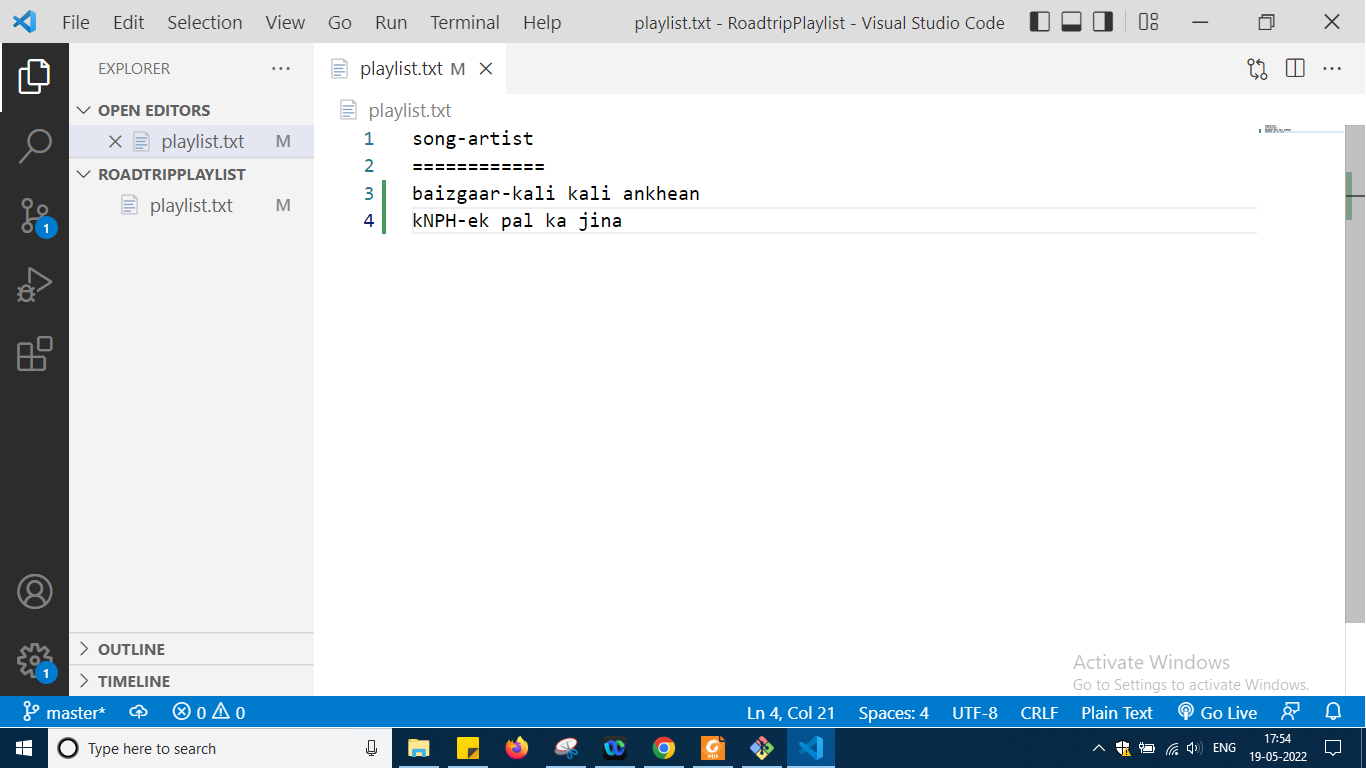 File Edit Selection View Go Run Terminal Help playlist.txt - RoadtripPlaylist - Visual Studio Code
EXPLORER
playlist.txt M
OPEN EDITORS
playlist.txt M
ROADTRIPPLAYLIST
playlist.txt M
1
OUTLINE
1
TIMELINE
playlist.txt
1 song-artist
2 ============
3 baizgaar-kali kali ankhean
4 kNPH-ek pal ka jina
Activate Windows
Go to Settings to activate Windows.
master* 0 0 Ln 4, Col 21 Spaces: 4 UTF-8 CRLF Plain Text Go Live
Type here to search
PDF
ENG
17:54
19-05-2022